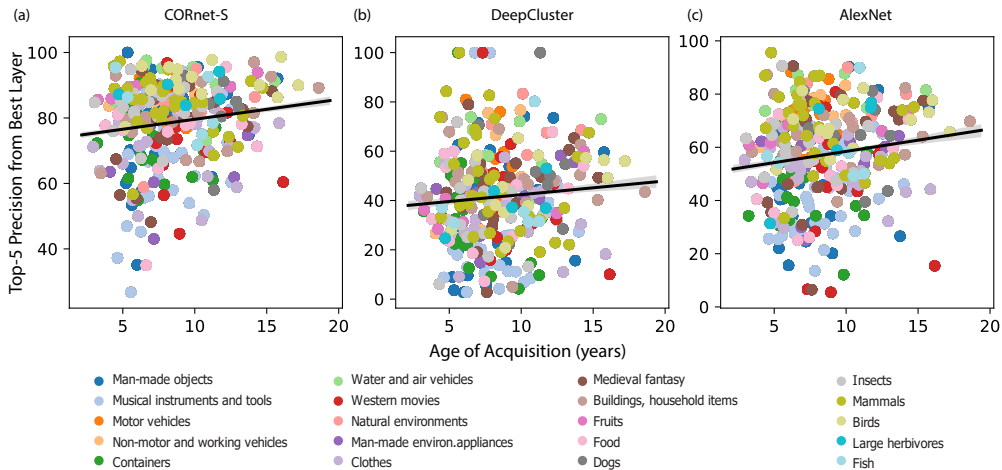 (a) CORnet-S (b) DeepCluster (c) AlexNet
Top-5 Precision from Best Layer
100 80 60 40
5 10 15 20
100 80 60 40 20 0
5 10 15 20
100 80 60 40 20 0
5 10 15 20
Age of Acquisition (years)
Man-made objects
Musical instruments and tools
Motor vehicles
Non-motor and working vehicles
Containers
Water and air vehicles
Western movies
Natural environments
Man-made environ.appliances
Clothes
Medieval fantasy
Buildings, household items
Fruits
Food
Dogs
Insects
Mammals
Birds
Large herbivores
Fish